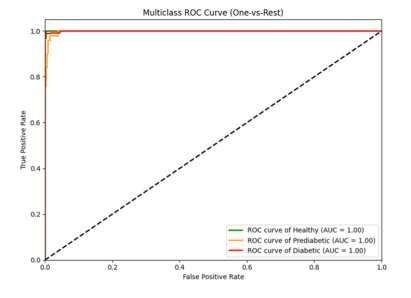 Multiclass ROC Curve (One-vs-Rest)
1.0
0.8
0.6
0.4
0.2
0.0
True Positive Rate
ROC curve of Healthy (AUC = 1.00)
ROC curve of Prediabetic (AUC = 1.00)
ROC curve of Diabetic (AUC = 1.00)
0.0 0.2 0.4 0.6 0.8 1.0
False Positive Rate